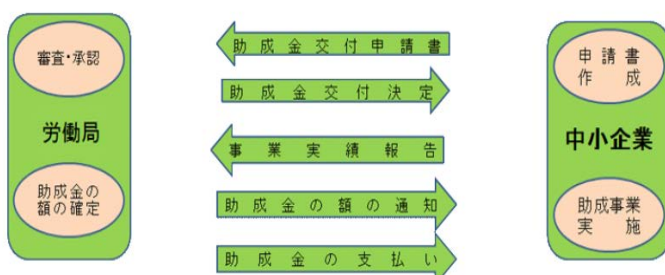 審査・承認
労働局
助成金の
額の確定
助成金交付申請書
助成金交付決定
事業実績報告
助成金の額の通知
助成金の支払い
申請書
作成
中小企業
助成事業
実施